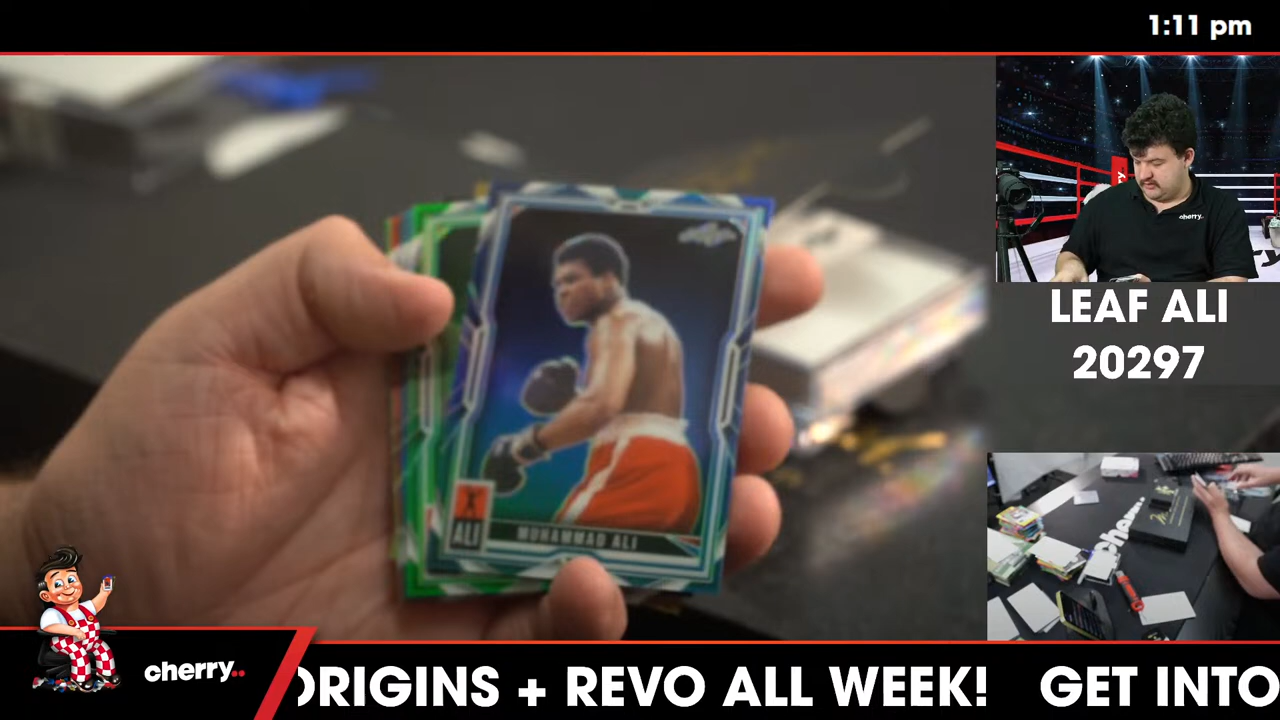 1:11 pm
LEAF ALI
20297
ALI
MUHAMMAD ALI
cherry.
cherry..
ORIGINS + REVO ALL WEEK! GET INTO